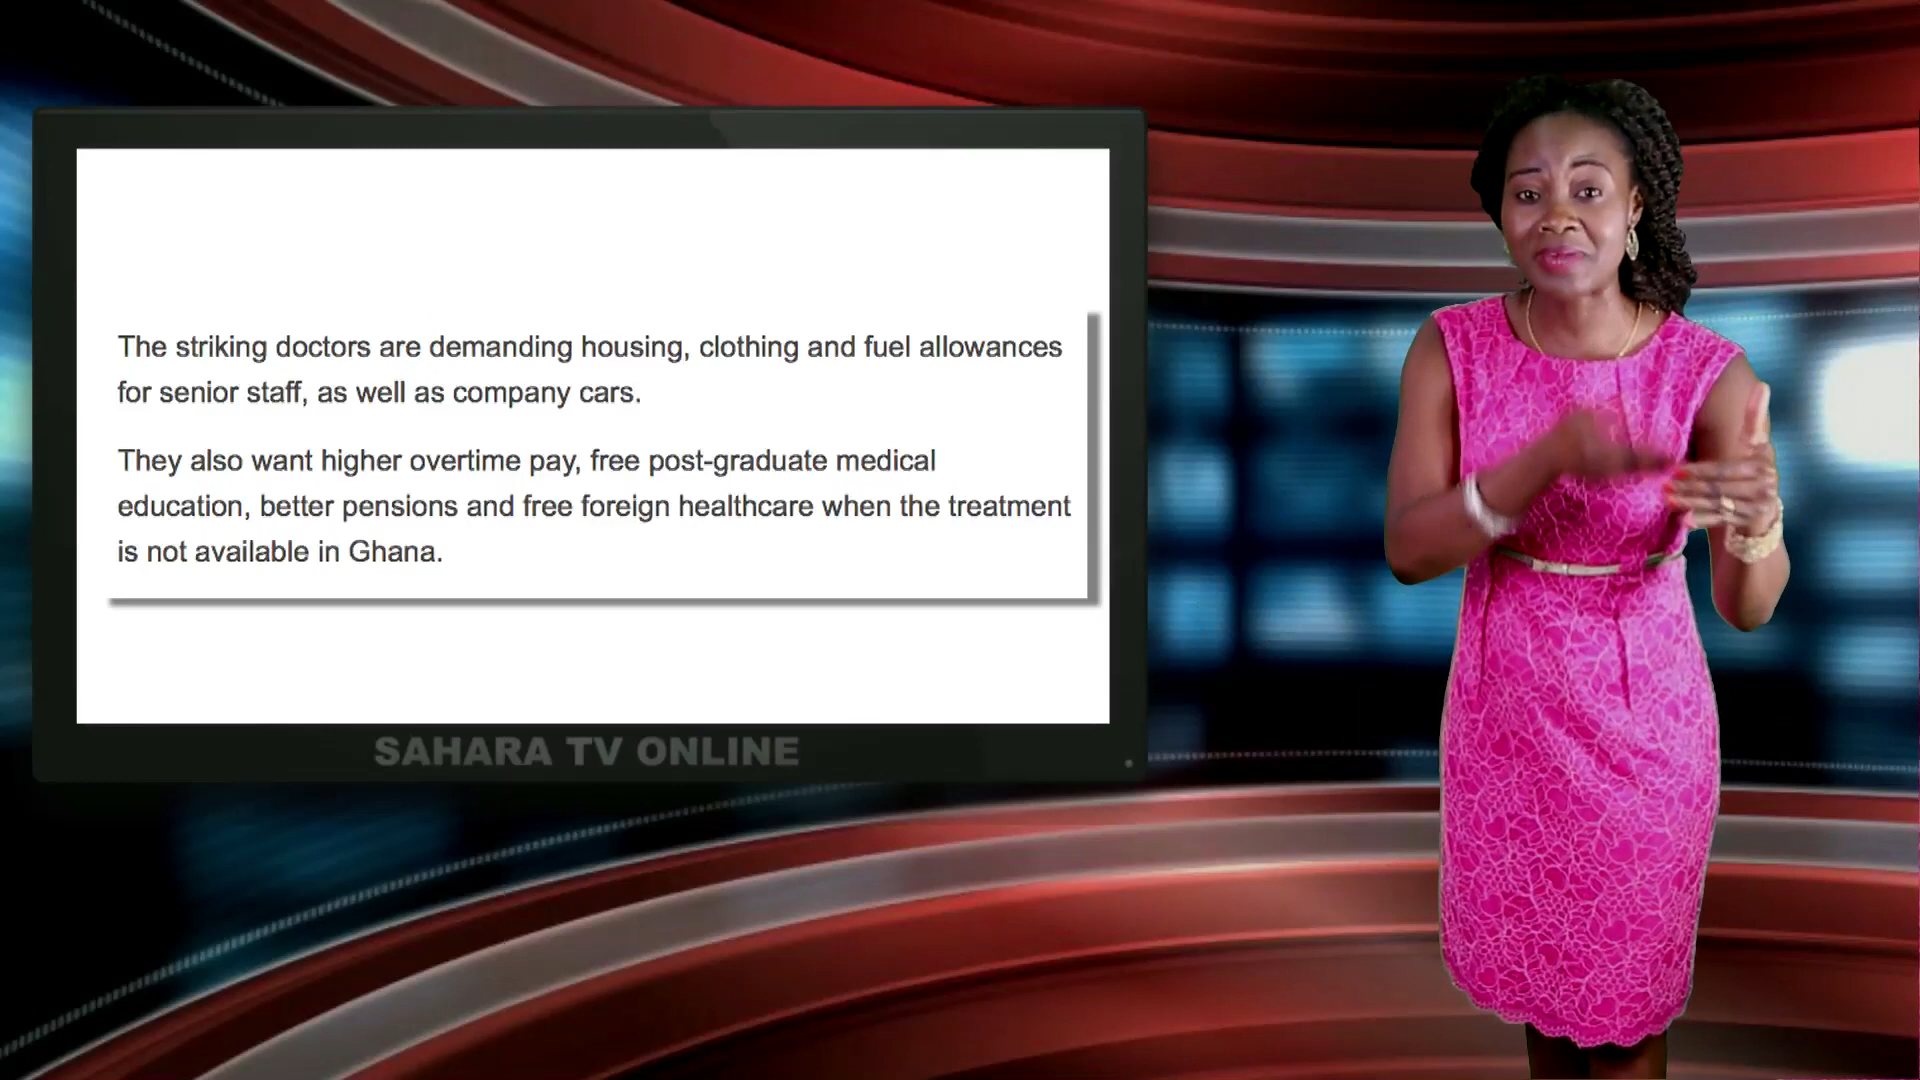 The striking doctors are demanding housing, clothing and fuel allowances
for senior staff, as well as company cars.
They also want higher overtime pay, free post-graduate medical
education, better pensions and free foreign healthcare when the treatment
is not available in Ghana.
SAHARA TV ONLINE